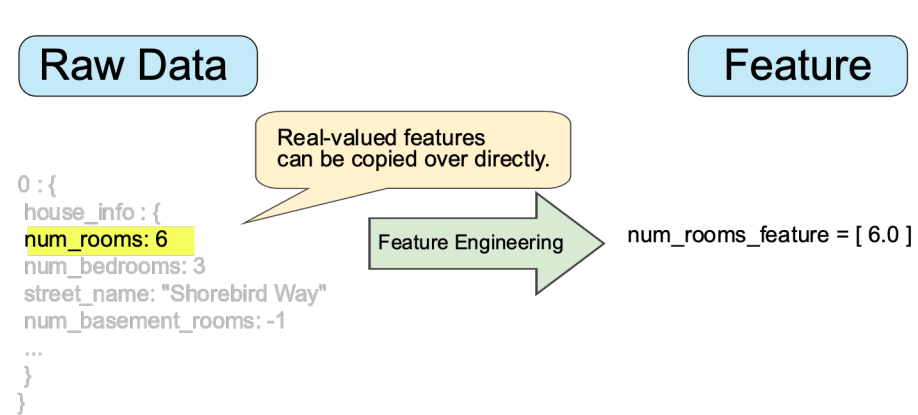 Raw Data
Feature
Real-valued features
can be copied over directly.
0 : {
house_info : {
num_rooms: 6
num_bedrooms: 3
street_name: "Shorebird Way"
num_basement_rooms: -1
...
}
}
Feature Engineering
num_rooms_feature = [ 6.0 ]